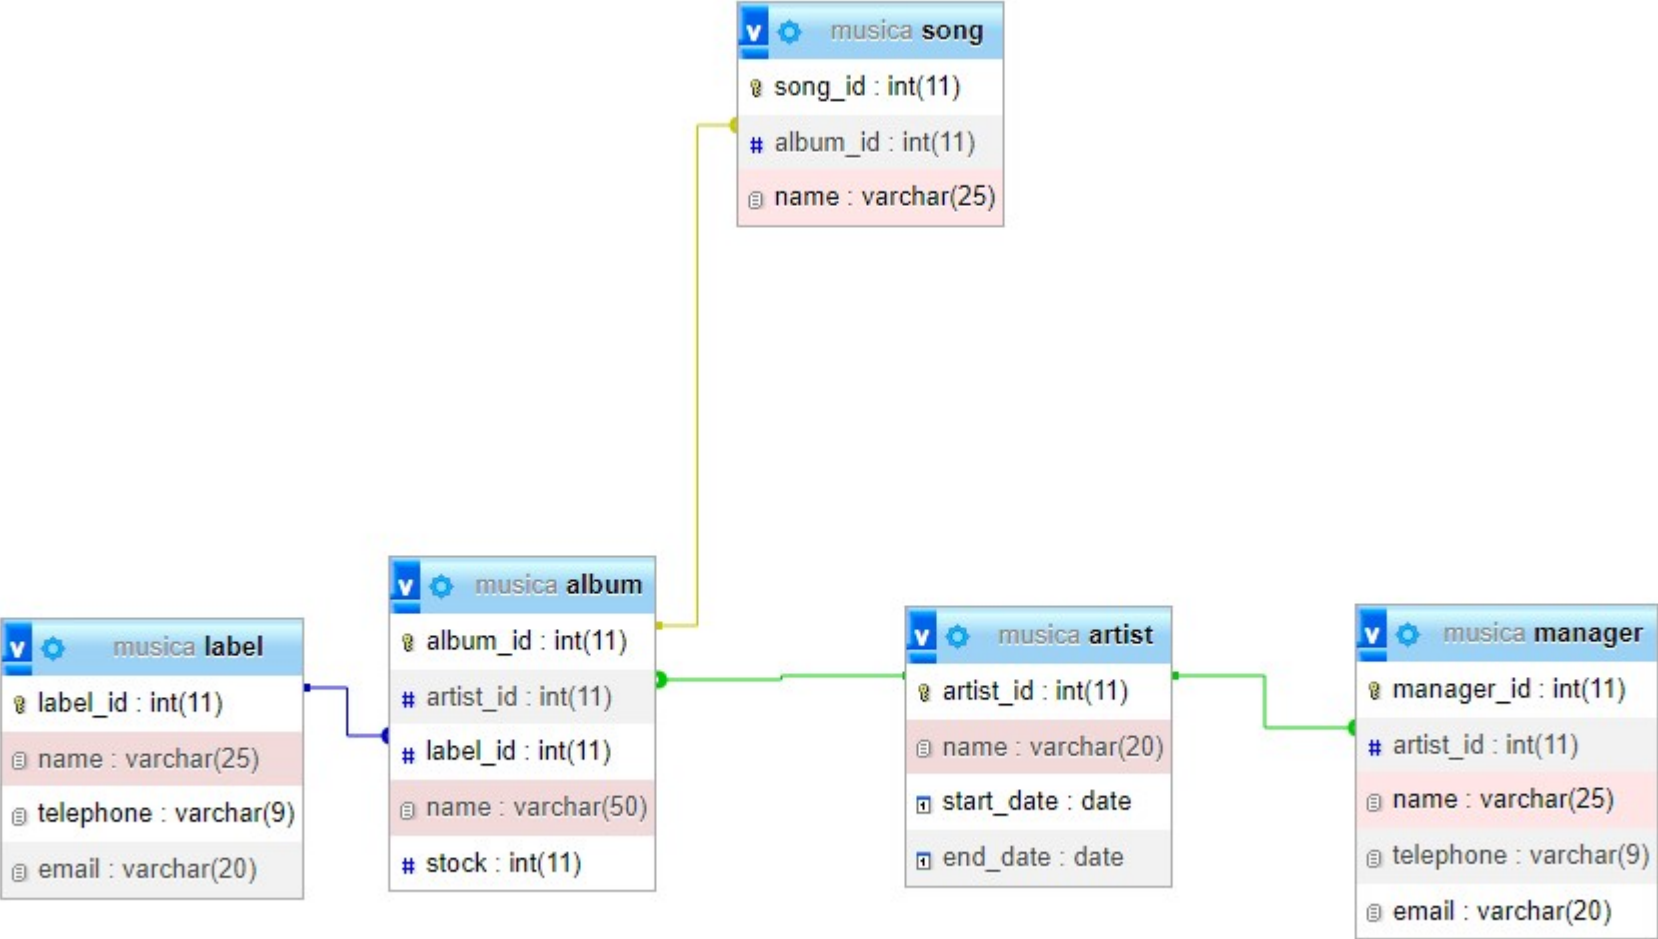 v musica song
song_id : int(11)
# album_id : int(11)
name : varchar(25)
v musica label
label_id : int(11)
name : varchar(25)
telephone : varchar(9)
email : varchar(20)
v musica album
album_id : int(11)
# artist_id : int(11)
# label_id : int(11)
name : varchar(50)
# stock : int(11)
v musica artist
artist_id : int(11)
name : varchar(20)
start_date : date
end_date : date
v musica manager
manager_id : int(11)
# artist_id : int(11)
name : varchar(25)
telephone : varchar(9)
email : varchar(20)